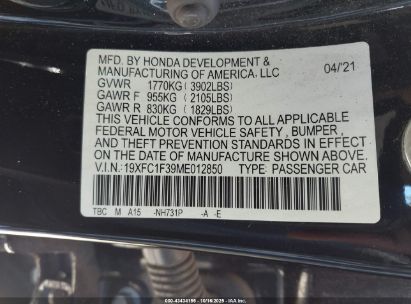 MFD. BY HONDA DEVELOPMENT &
MANUFACTURING OF AMERICA, LLC 04/21
GVWR 1770KG (3902LBS)
GAWR F 955KG (2105LBS)
GAWR R 830KG (1829LBS)
THIS VEHICLE CONFORMS TO ALL APPLICABLE
FEDERAL MOTOR VEHICLE SAFETY, BUMPER,
AND THEFT PREVENTION STANDARDS IN
EFFECT ON THE DATE OF MANUFACTURE
SHOWN ABOVE.
V.I.N.: 19XFC1F39ME012850 TYPE: PASSENGER CAR
TBC M A15 -NH731P -A -E